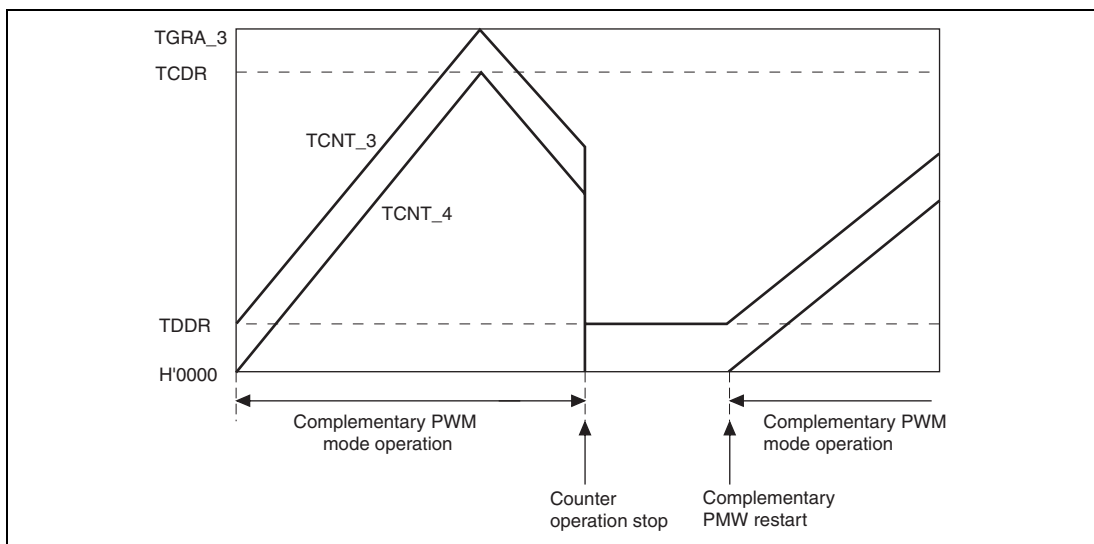 TGRA_3
TCDR
TCNT_3
TCNT_4
TDDR
H'0000
Complementary PWM
mode operation
Complementary PWM
mode operation
Counter
operation stop
Complementary
PMW restart